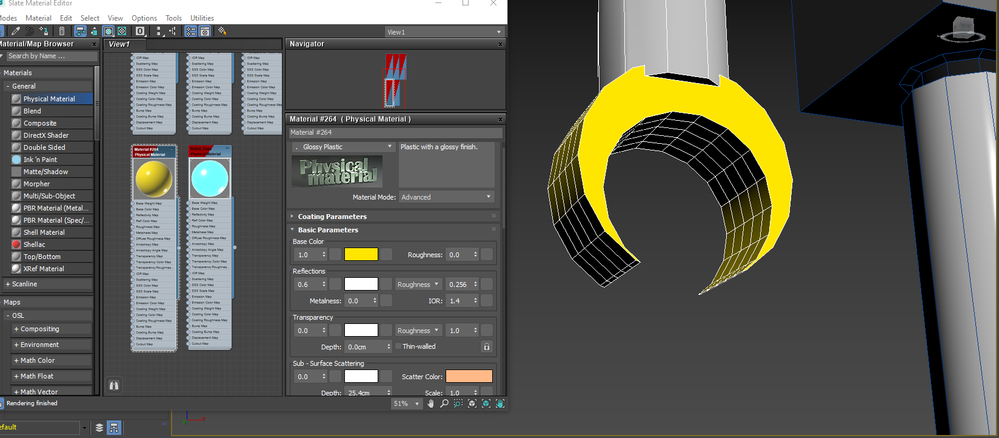 Slate Material Editor
Modes
Material
Edit
Select
View
Options
Tools
Utilities
View1
Material/Map Browser
x
Search by Name ...
Materials
- General
Physical Material
Blend
Composite
DirectX Shader
Double Sided
Ink 'n Paint
Matte/Shadow
Morpher
Multi/Sub-Object
PBR Material (Metal...
PBR Material (Spec/...
Shell Material
Shellac
Top/Bottom
XRef Material
+ Scanline
Maps
- OSL
+ Compositing
+ Environment
+ Math Color
+ Math Float
+ Math Vector
Rendering finished
efault
View1
IOR Map
Scattering Map
SSS Color Map
SSS Scale Map
Emission Map
Emission Color Map
Coating Weight Map
Coating Color Map
Coating Roughness Map
Bump Map
Coating Bump Map
Displacement Map
Cutout Map
IOR Map
Scattering Map
SSS Color Map
SSS Scale Map
Emission Map
Emission Color Map
Coating Weight Map
Coating Color Map
Coating Roughness Map
Bump Map
Coating Bump Map
Displacement Map
Cutout Map
IOR Map
Scattering Map
SSS Color Map
SSS Scale Map
Emission Map
Emission Color Map
Coating Weight Map
Coating Color Map
Coating Roughness
Bump Map
Coating Bump Map
Displacement Map
Cutout Map
Material #264
Physical Material
Base Weight Map
Base Color Map
Reflectivity Map
Refl Color Map
Roughness Map
Metalness Map
Diffuse Roughness Map
Anisotropy Map
Anisotropy Angle Map
Transparency Map
Transparency Color Map
Transparency Roughnes...
IOR Map
Scattering Map
SSS Color Map
SSS Scale Map
Emission Map
Emission Color Map
Coating Weight Map
Coating Color Map
Coating Roughness Map
Bump Map
Coating Bump Map
Displacement Map
Cutout Map
Robot_Eyes
Physical Material
Base Weight Map
Base Color Map
Reflectivity Map
Refl Color Map
Roughness Map
Metalness Map
Diffuse Roughness Map
Anisotropy Map
Anisotropy Angle Map
Transparency Map
Transparency Color Map
Transparency Roughnes...
IOR Map
Scattering Map
SSS Color Map
SSS Scale Map
Emission Map
Emission Color Map
Coating Weight Map
Coating Color Map
Coating Roughness Map
Bump Map
Coating Bump Map
Displacement Map
Cutout Map
Navigator
x
Material #264 ( Physical Material )
x
Material #264
. Glossy Plastic
Plastic with a glossy finish.
Physical
material
Material Mode: Advanced
Coating Parameters
Basic Parameters
Base Color
1.0
Roughness: 0.0
Reflections
0.6
Roughness
0.256
Metalness: 0.0
IOR: 1.4
Transparency
0.0
Roughness
1.0
Depth: 0.0cm
Thin-walled
Sub - Surface Scattering
0.0
Scatter Color:
Depth: 25.4cm
Scale: 1.0
51%
FRONT
y
x